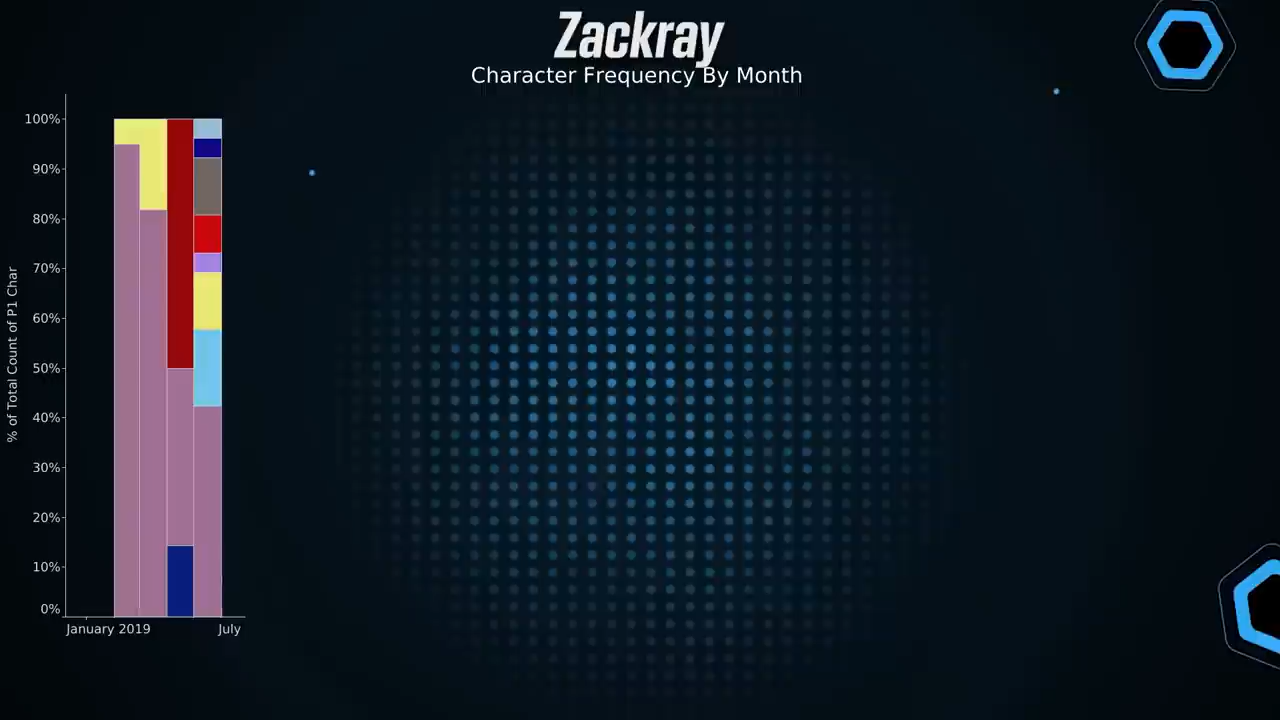 Zackray
Character Frequency By Month
% of Total Count of P1 Char
100%
90%
80%
70%
60%
50%
40%
30%
20%
10%
0%
January 2019 July